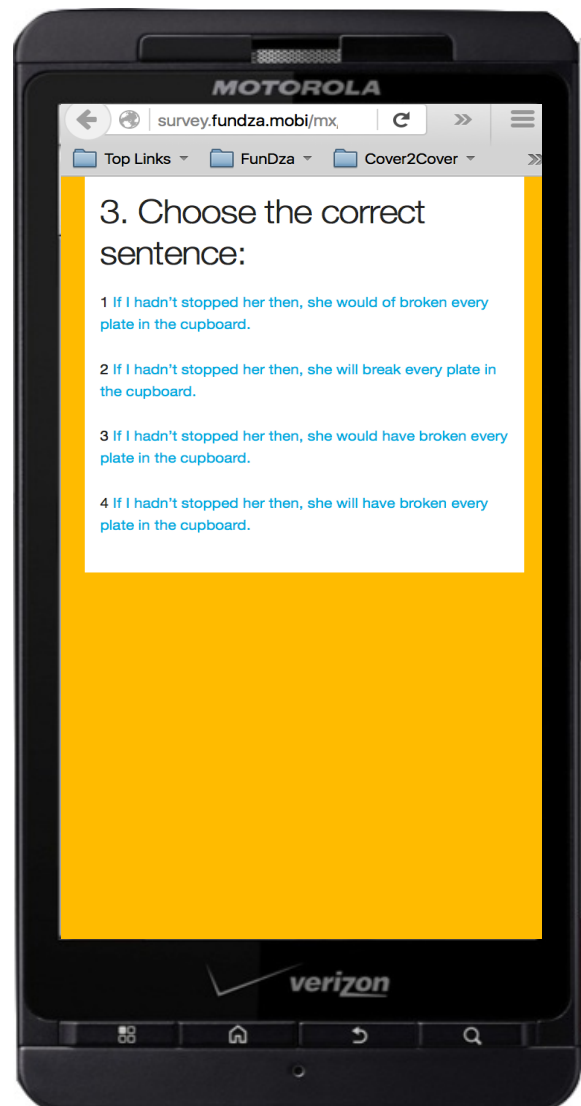 MOTOROLA
survey.fundza.mobi/mx
Top Links FunDza Cover2Cover
3. Choose the correct
sentence:
1 If I hadn’t stopped her then, she would of broken every
plate in the cupboard.
2 If I hadn’t stopped her then, she will break every plate in
the cupboard.
3 If I hadn’t stopped her then, she would have broken every
plate in the cupboard.
4 If I hadn’t stopped her then, she will have broken every
plate in the cupboard.
verizon